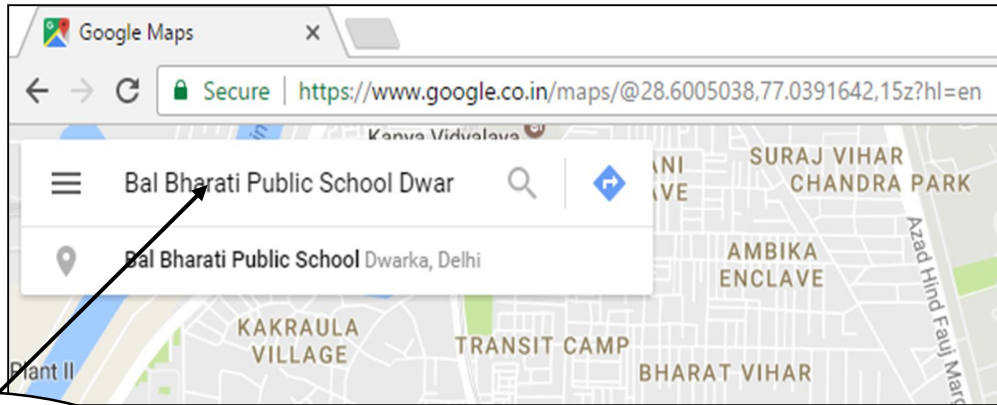 Google Maps
Secure | https://www.google.co.in/maps/@28.6005038,77.0391642,15z?hl=en
Kanya Vidyalaya
Bal Bharati Public School Dwar
Bal Bharati Public School Dwarka, Delhi
SURAJ VIHAR
CHANDRA PARK
AMBIKA
ENCLAVE
Azad Hind Fauj Marg
KAKRAULA
VILLAGE
TRANSIT CAMP
BHARAT VIHAR
Plant II